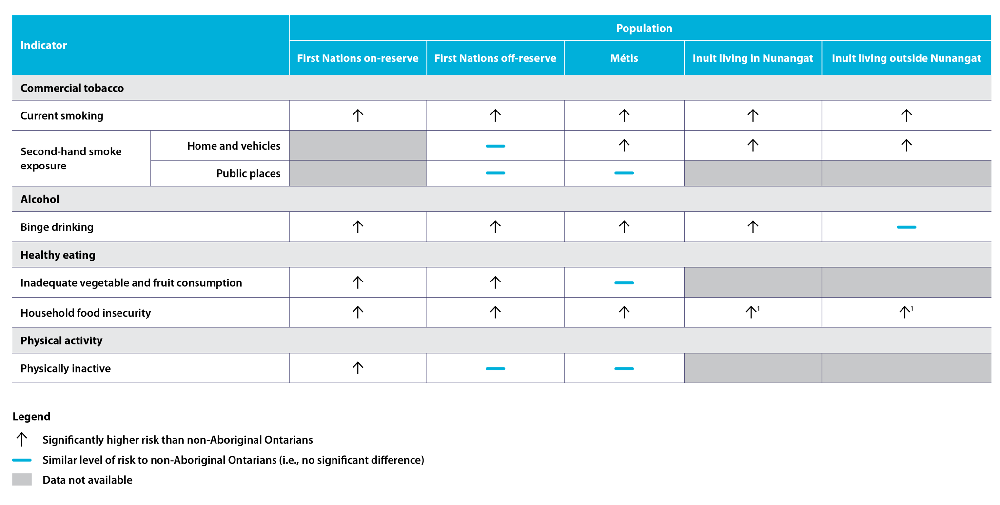 Indicator
Population
First Nations on-reserve
First Nations off-reserve
Métis
Inuit living in Nunangat
Inuit living outside Nunangat
Commercial tobacco
Current smoking
↑ ↑ ↑ ↑ ↑
Second-hand smoke
exposure
Home and vehicles
— ↑ ↑ ↑
Public places
— —
Alcohol
Binge drinking
↑ ↑ ↑ ↑ —
Healthy eating
Inadequate vegetable and fruit consumption
↑ ↑ —
Household food insecurity
↑ ↑ ↑ ↑¹ ↑¹
Physical activity
Physically inactive
↑ — —
Legend
↑ Significantly higher risk than non-Aboriginal Ontarians
— Similar level of risk to non-Aboriginal Ontarians (i.e., no significant difference)
Data not available